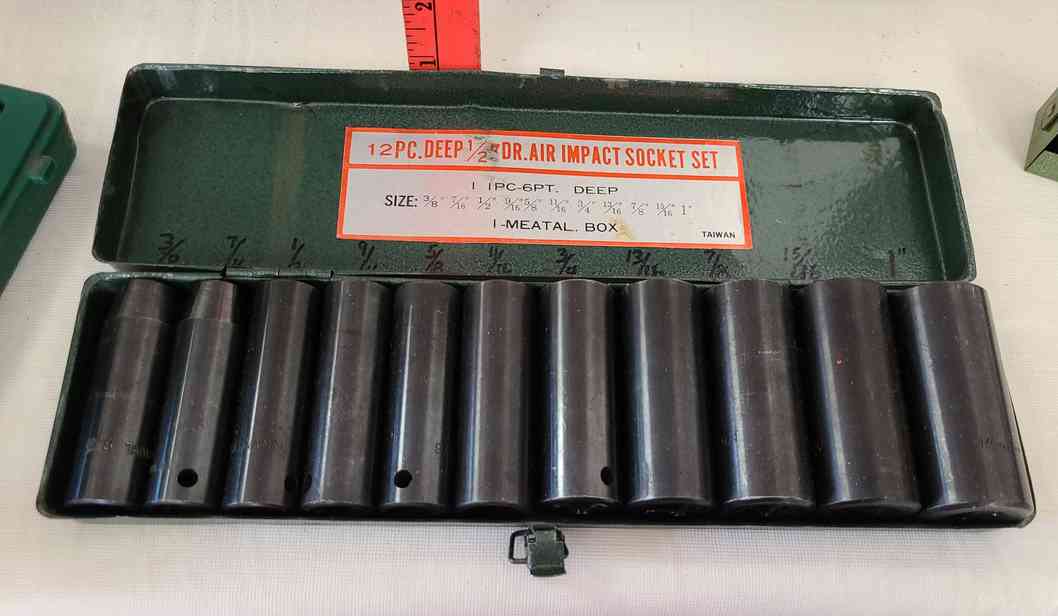 2
1
12PC.DEEP 1/2" DR.AIR IMPACT SOCKET SET
1 1PC-6PT. DEEP
SIZE: 3/8" 7/16" 1/2" 9/16" 5/8" 11/16" 3/4" 13/16" 7/8" 15/16" 1"
1-MEATAL. BOX
TAIWAN
3/8 7/16 1/2 9/16 5/8 11/16 3/4 13/16 7/8 15/16 1"